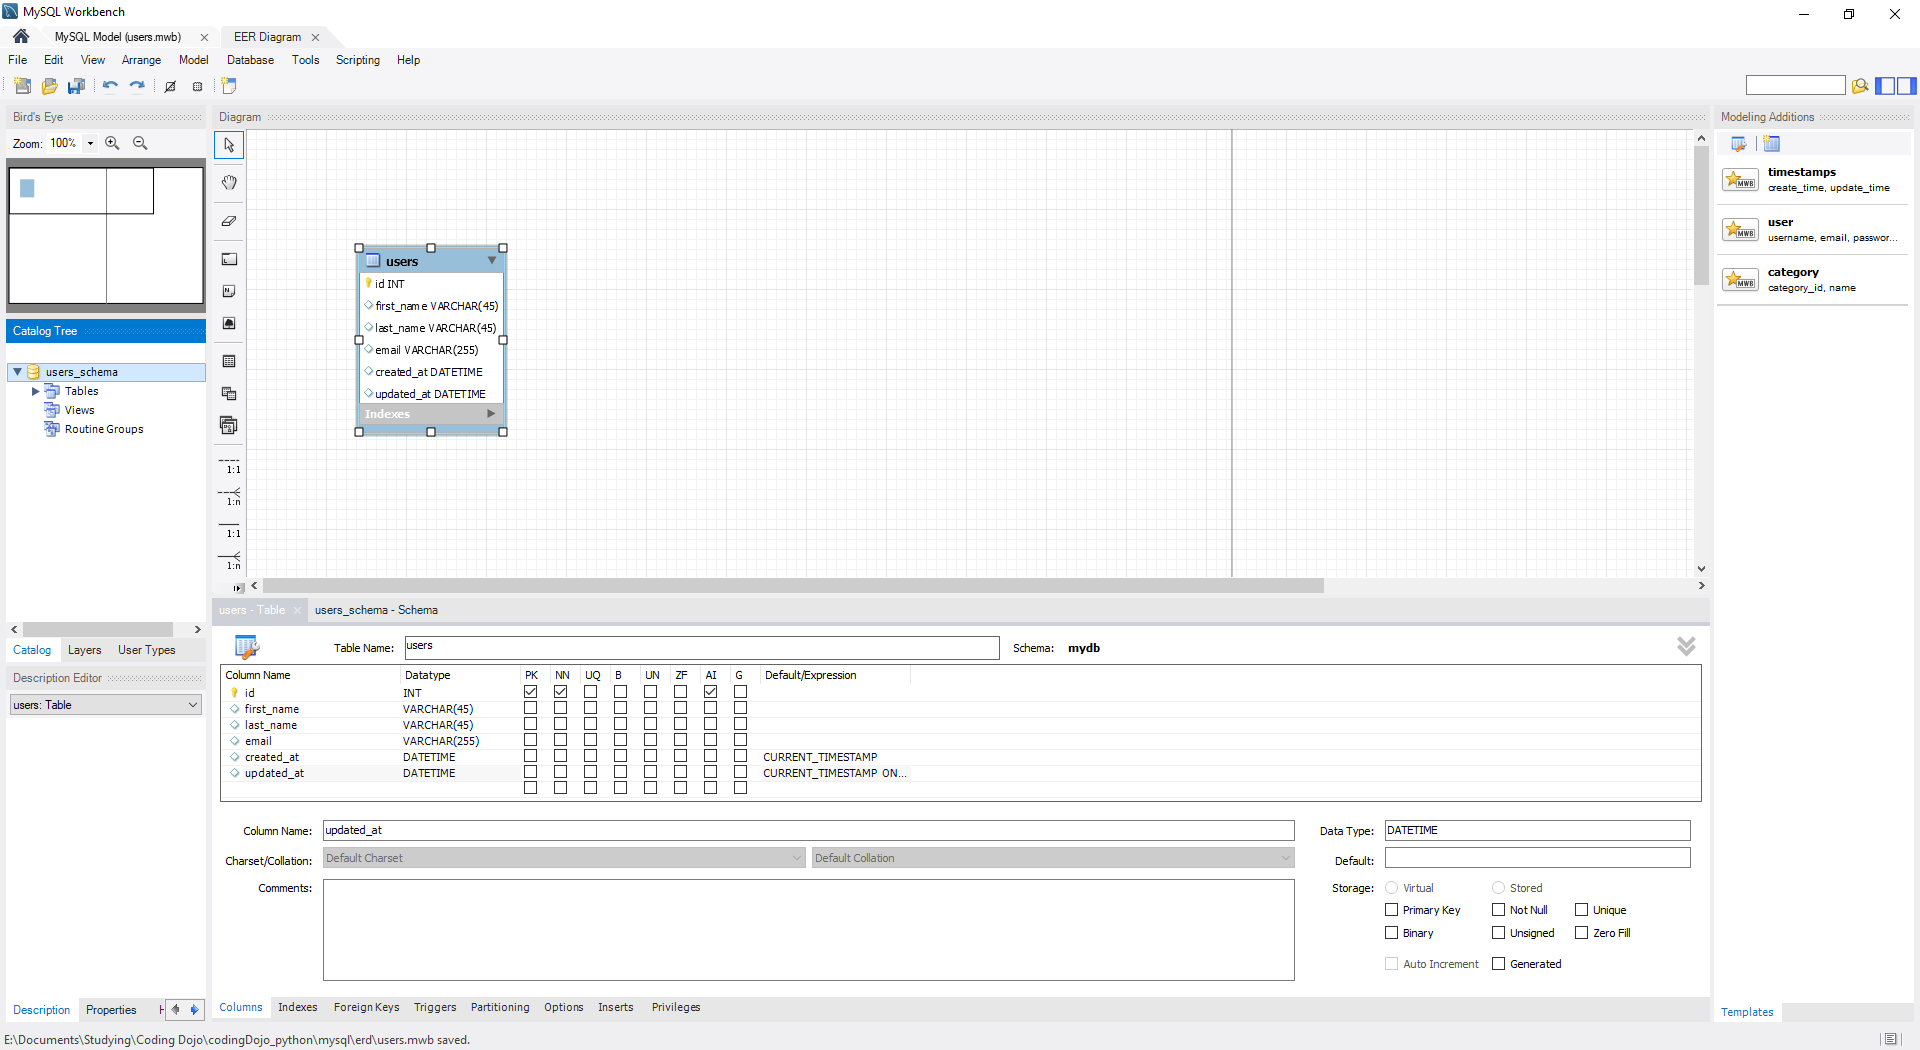 MySQL Workbench
MySQL Model (users.mwb)
EER Diagram
File Edit View Arrange Model Database Tools Scripting Help
Bird's Eye
Zoom: 100%
Catalog Tree
users_schema
Tables
Views
Routine Groups
Catalog Layers User Types
Description Editor
users: Table
Description Properties
Diagram
1:1
1:n
1:1
1:n
users
id INT
first_name VARCHAR(45)
last_name VARCHAR(45)
email VARCHAR(255)
created_at DATETIME
updated_at DATETIME
Indexes
Modeling Additions
MWB
timestamps
create_time, update_time
MWB
user
username, email, passwor...
MWB
category
category_id, name
Templates
users - Table
users_schema - Schema
Table Name: users
Schema: mydb
Column Name Datatype PK NN UQ B UN ZF AI G Default/Expression
id INT
first_name VARCHAR(45)
last_name VARCHAR(45)
email VARCHAR(255)
created_at DATETIME CURRENT_TIMESTAMP
updated_at DATETIME CURRENT_TIMESTAMP ON...
Column Name: updated_at
Data Type: DATETIME
Charset/Collation: Default Charset Default Collation
Default:
Comments:
Storage: Virtual Stored
Primary Key Not Null Unique
Binary Unsigned Zero Fill
Auto Increment Generated
Columns Indexes Foreign Keys Triggers Partitioning Options Inserts Privileges
E:\Documents\Studying\Coding Dojo\codingDojo_python\mysql\erd\users.mwb saved.